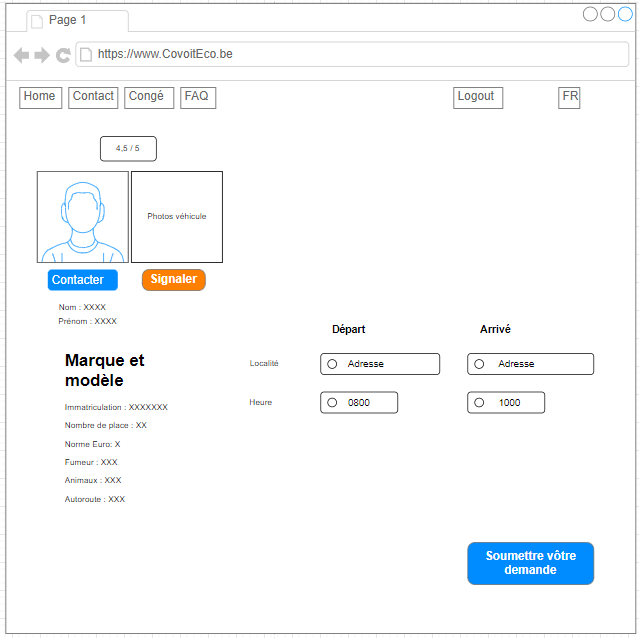 Page 1
https://www.CovoitEco.be
Home Contact Congé FAQ Logout FR
4,5 / 5
Photos véhicule
Contacter Signaler
Nom : XXXX
Prénom : XXXX
Départ Arrivé
Marque et
modèle
Localité Adresse Adresse
Immatriculation : XXXXXXX
Heure 0800 1000
Nombre de place : XX
Norme Euro: X
Fumeur : XXX
Animaux : XXX
Autoroute : XXX
Soumettre vôtre
demande